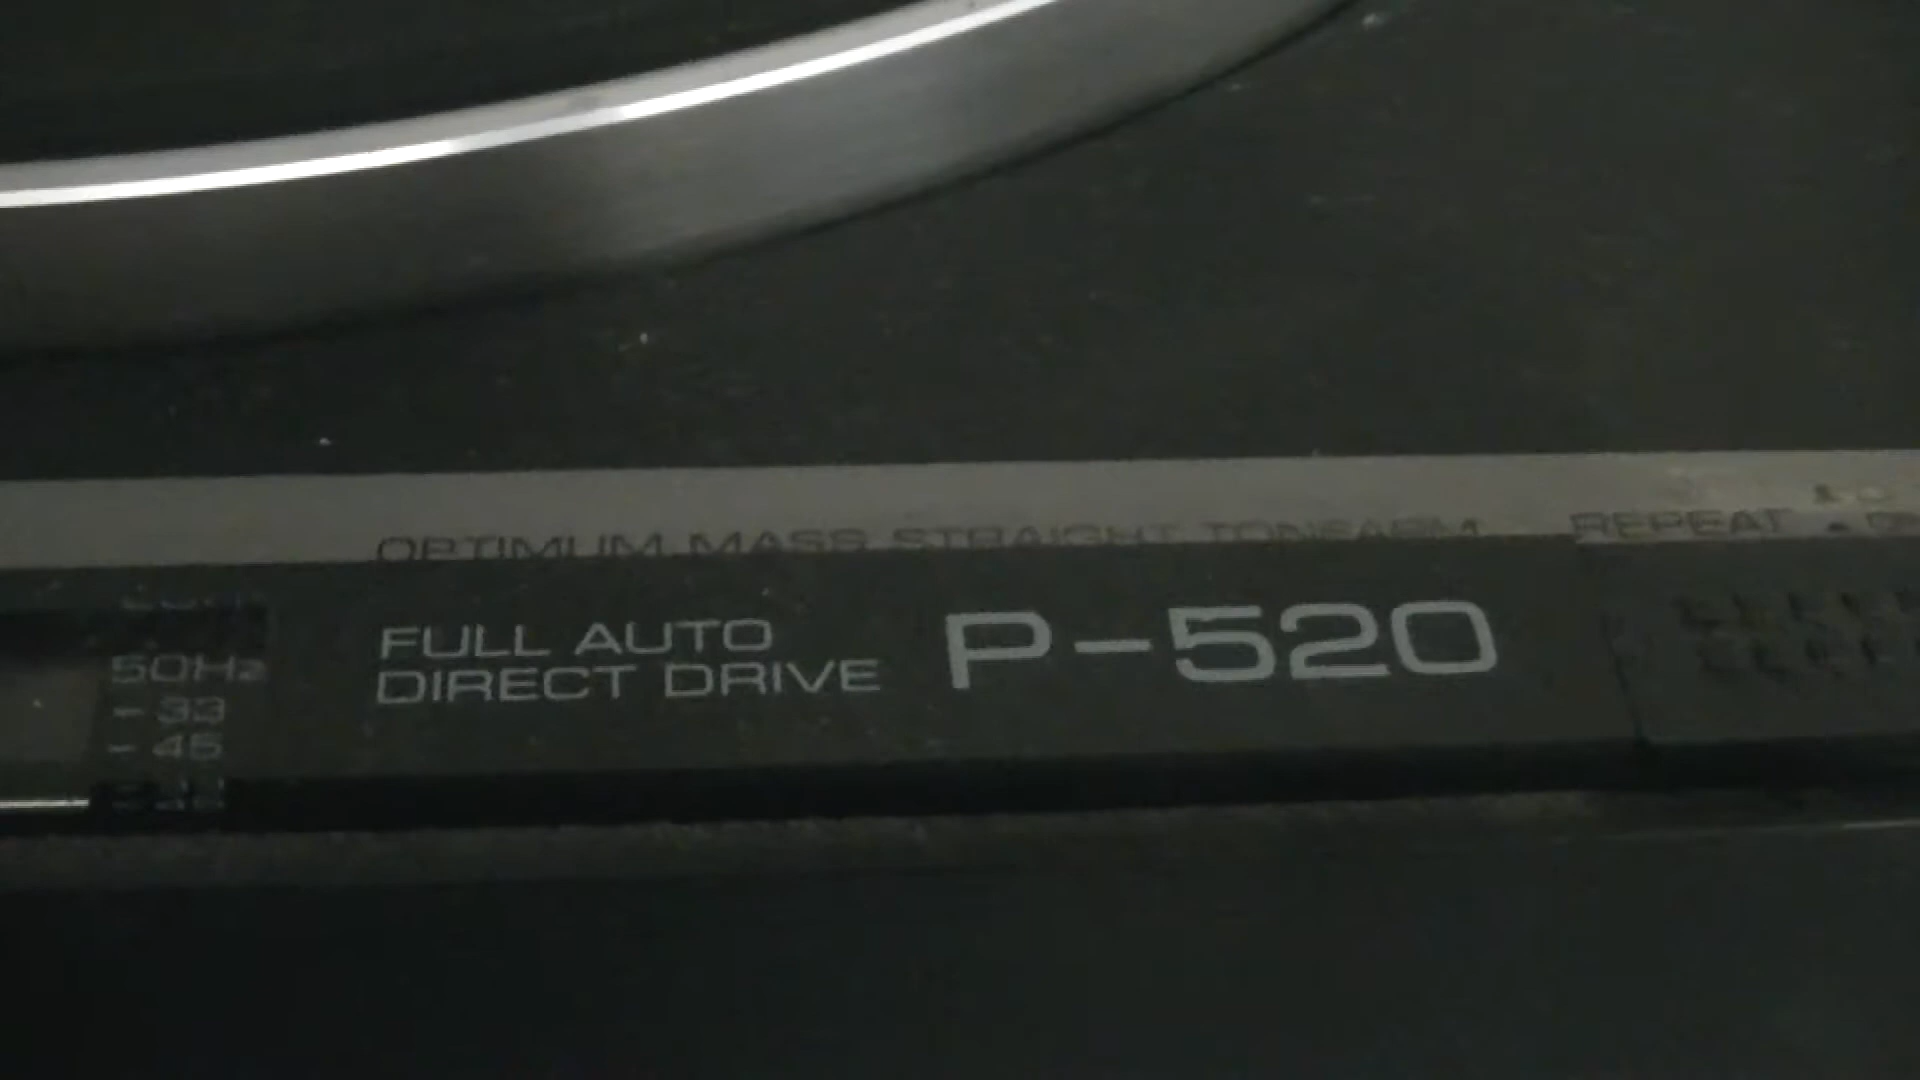 OPTIMUM MASS STRAIGHT TONEARM
REPEAT
FULL AUTO
DIRECT DRIVE
P-520
50Hz
- 33
- 45